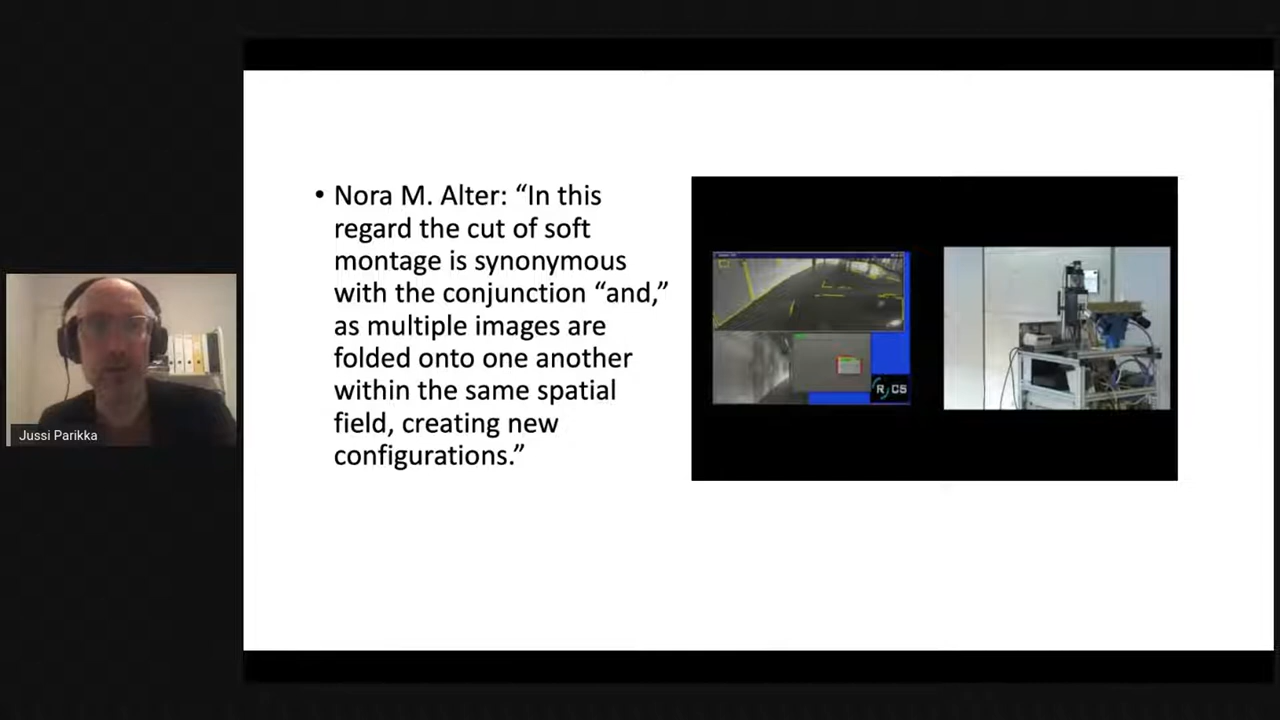 • Nora M. Alter: “In this
regard the cut of soft
montage is synonymous
with the conjunction “and,”
as multiple images are
folded onto one another
within the same spatial
field, creating new
configurations.”
Jussi Parikka